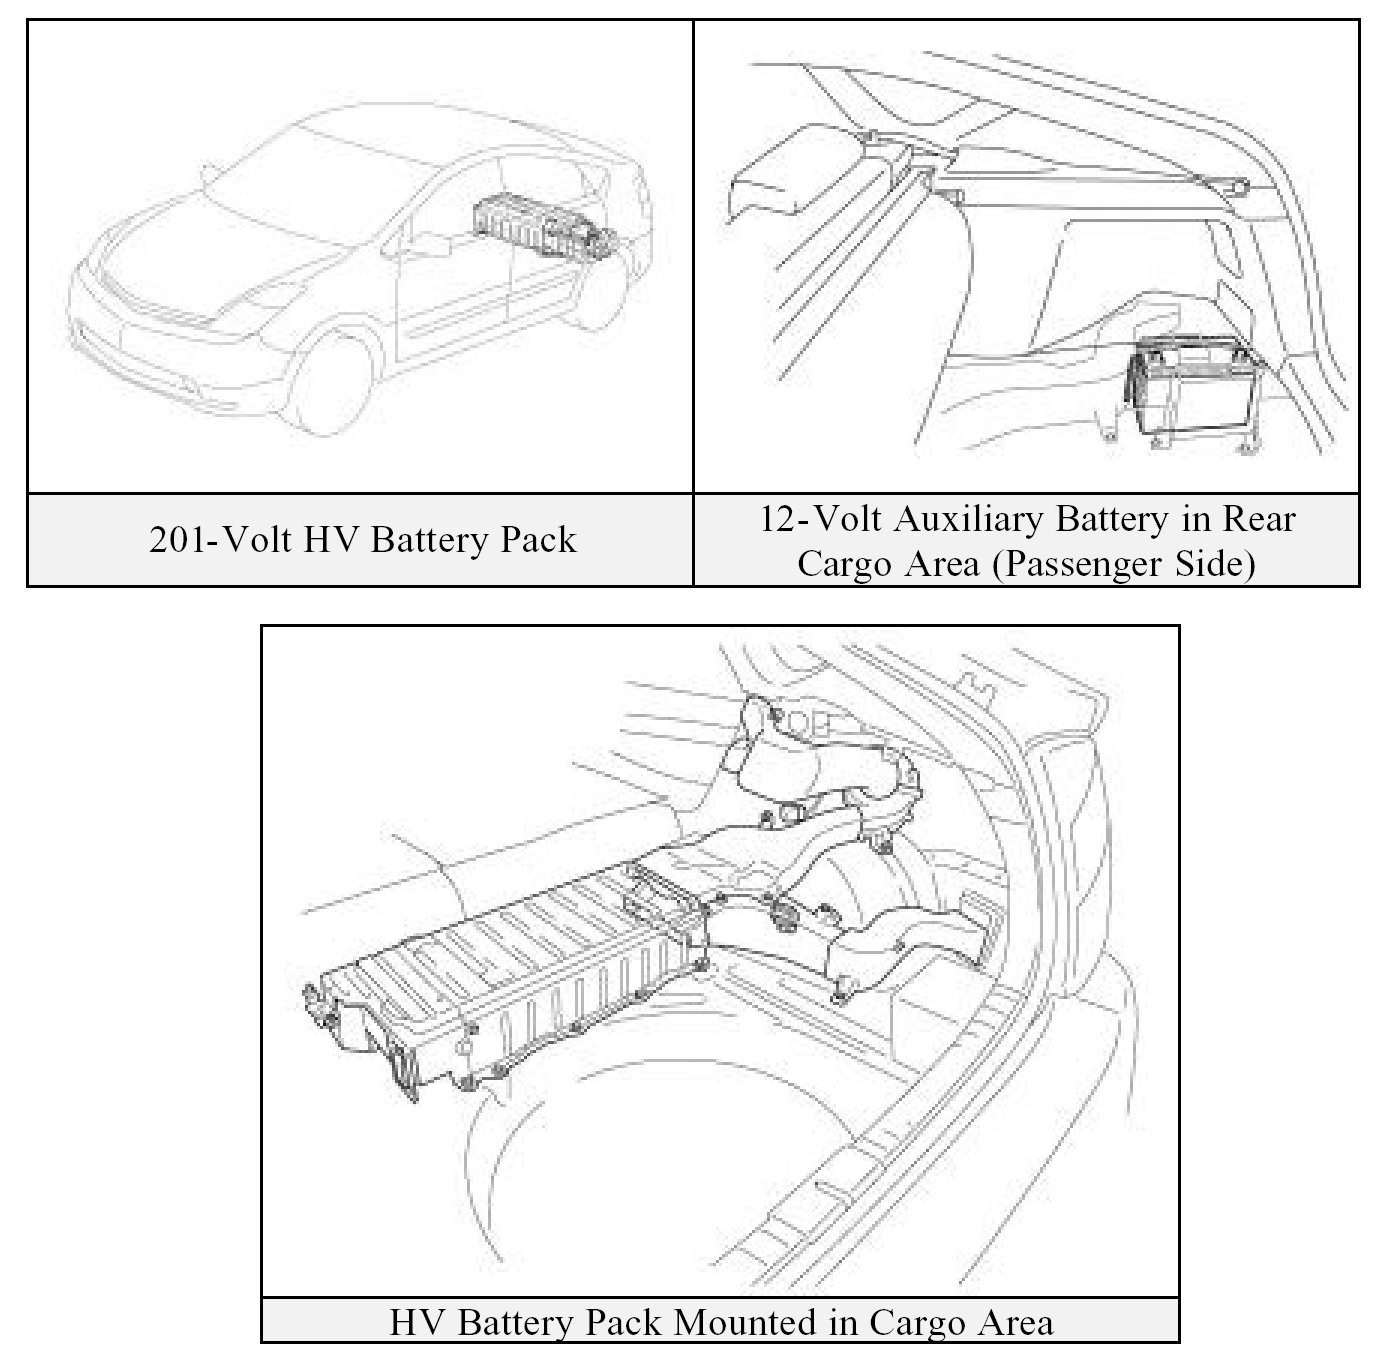 201-Volt HV Battery Pack
12-Volt Auxiliary Battery in Rear
Cargo Area (Passenger Side)
HV Battery Pack Mounted in Cargo Area